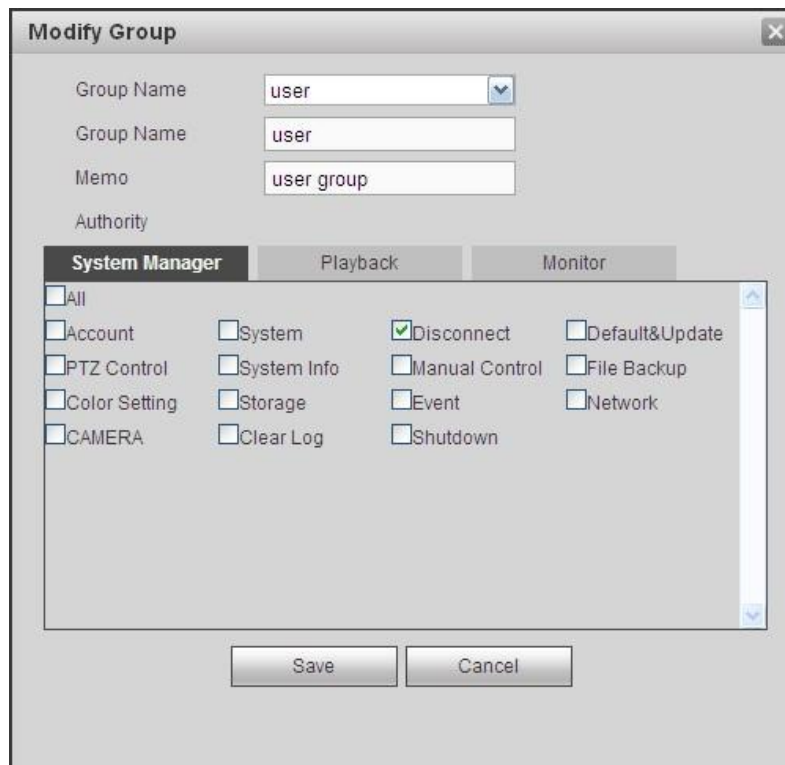 Modify Group
Group Name user
Group Name user
Memo user group
Authority
System Manager Playback Monitor
All
Account System Disconnect Default&Update
PTZ Control System Info Manual Control File Backup
Color Setting Storage Event Network
CAMERA Clear Log Shutdown
Save Cancel